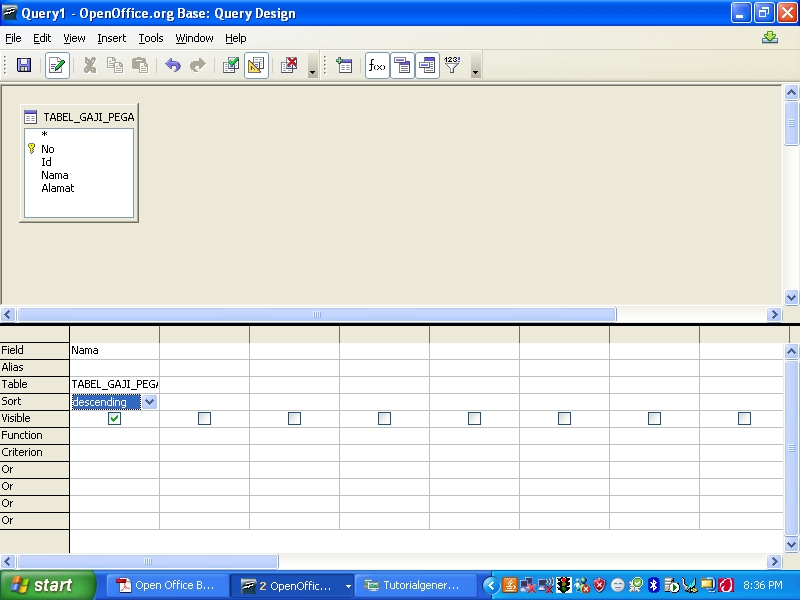 Query1 - OpenOffice.org Base: Query Design
File Edit View Insert Tools Window Help
f(x) 123!
TABEL_GAJI_PEGA
*
No
Id
Nama
Alamat
Field Nama
Alias
Table TABEL_GAJI_PEGA
Sort descending
Visible
Function
Criterion
Or
Or
Or
Or
start Open Office B... 2 OpenOffic... Tutorialgener... 8:36 PM